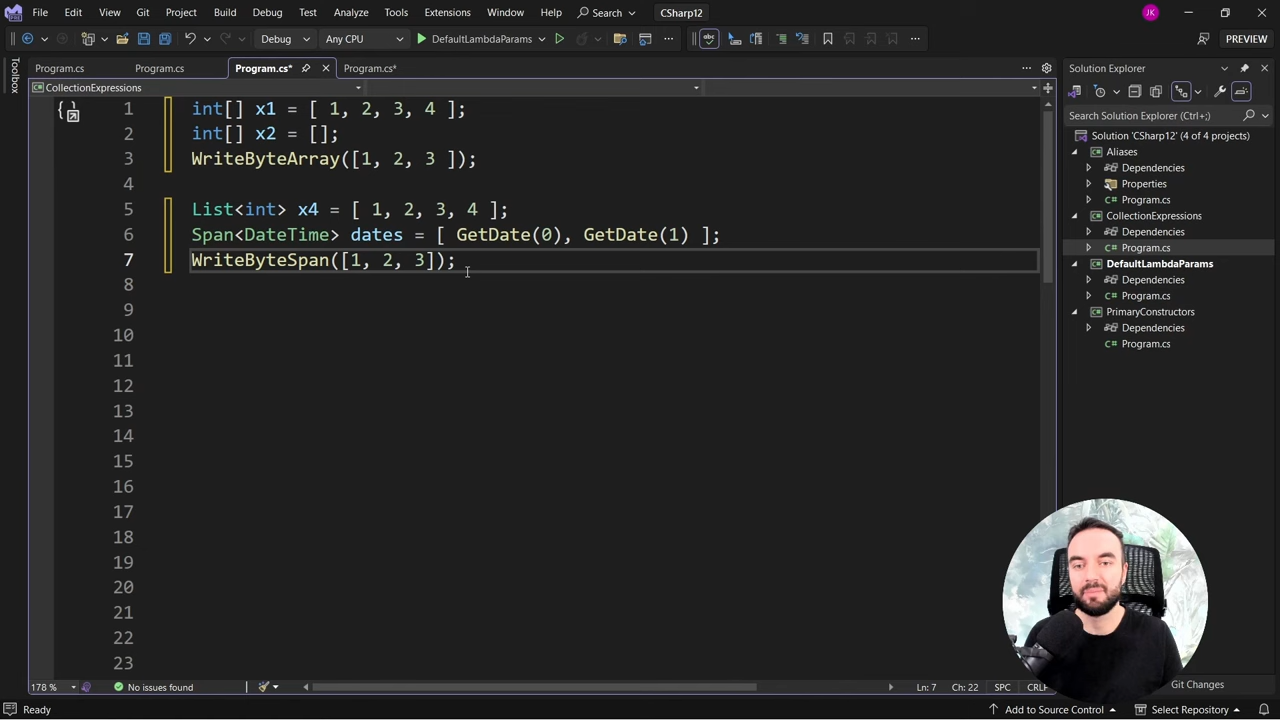 File Edit View Git Project Build Debug Test Analyze Tools Extensions Window Help Search CSharp12 JK
Debug Any CPU DefaultLambdaParams PREVIEW
Toolbox
Program.cs Program.cs Program.cs* Program.cs*
CollectionExpressions
1 int[] x1 = [ 1, 2, 3, 4 ];
2 int[] x2 = [];
3 WriteByteArray([1, 2, 3 ]);
4
5 List<int> x4 = [ 1, 2, 3, 4 ];
6 Span<DateTime> dates = [ GetDate(0), GetDate(1) ];
7 WriteByteSpan([1, 2, 3]);
8
9
10
11
12
13
14
15
16
17
18
19
20
21
22
23
Solution Explorer
Search Solution Explorer (Ctrl+;)
Solution 'CSharp12' (4 of 4 projects)
Aliases
Dependencies
Properties
Program.cs
CollectionExpressions
Dependencies
Program.cs
DefaultLambdaParams
Dependencies
Program.cs
PrimaryConstructors
Dependencies
Program.cs
178 % No issues found Ln: 7 Ch: 22 SPC CRLF
Git Changes
Ready Add to Source Control Select Repository